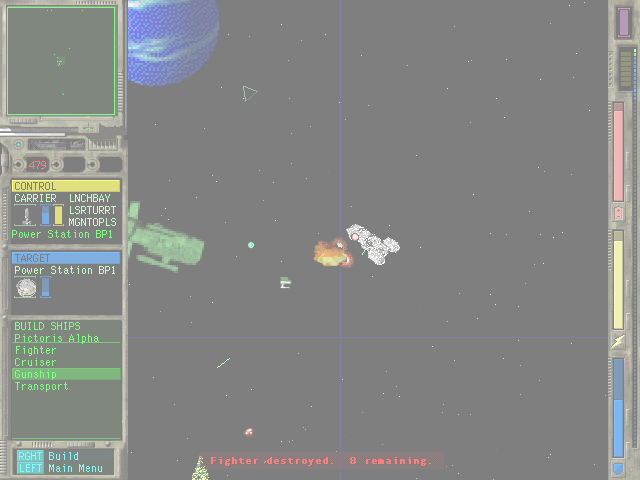 479
CONTROL
CARRIER LNCHBAY
LSRTURRT
MGNTOPLS
Power Station BP1
TARGET
Power Station BP1
BUILD SHIPS
Pictoris Alpha
Fighter
Cruiser
Gunship
Transport
RGHT Build
LEFT Main Menu
Fighter destroyed. 8 remaining.